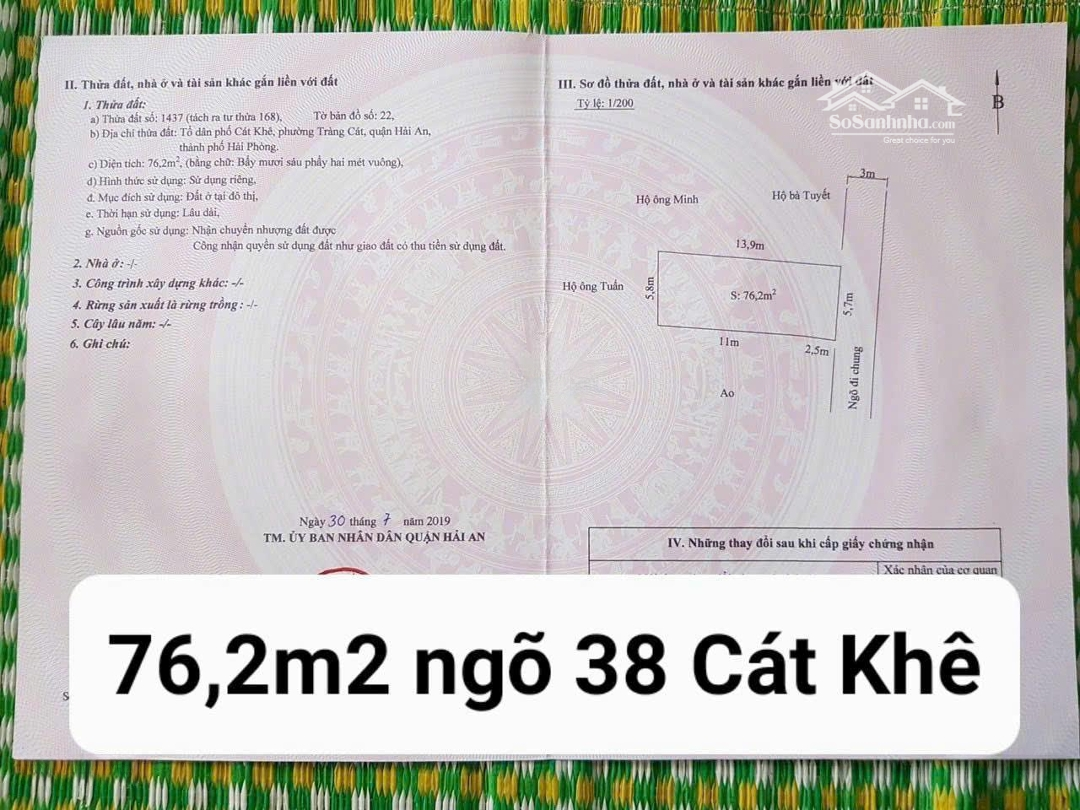 II. Thửa đất, nhà ở và tài sản khác gắn liền với đất
1. Thửa đất:
a) Thửa đất số: 1437 (tách ra tư thửa 168), Tờ bản đồ số: 22,
b) Địa chỉ thửa đất: Tổ dân phố Cát Khê, phường Tràng Cát, quận Hải An,
thành phố Hải Phòng.
c) Diện tích: 76,2m², (bằng chữ: Bẩy mươi sáu phẩy hai mét vuông),
d) Hình thức sử dụng: Sử dụng riêng,
đ. Mục đích sử dụng: Đất ở tại đô thị,
e. Thời hạn sử dụng: Lâu dài,
g. Nguồn gốc sử dụng: Nhận chuyển nhượng đất được
Công nhận quyền sử dụng đất như giao đất có thu tiền sử dụng đất.
2. Nhà ở: -/-
3. Công trình xây dựng khác: -/-
4. Rừng sản xuất là rừng trồng: -/-
5. Cây lâu năm: -/-
6. Ghi chú:
Ngày 30 tháng 7 năm 2019
TM. ỦY BAN NHÂN DÂN QUẬN HẢI AN
III. Sơ đồ thửa đất, nhà ở và tài sản khác gắn liền với đất
Tỷ lệ: 1/200
B
SoSanhnha.com
Great choice for you
3m
Hộ ông Minh
Hộ bà Tuyết
13,9m
Hộ ông Tuấn
5,8m
S: 76,2m²
5,7m
11m
2,5m
Ngõ đi chung
Ao
IV. Những thay đổi sau khi cấp giấy chứng nhận
Xác nhận của cơ quan
76,2m2 ngõ 38 Cát Khê